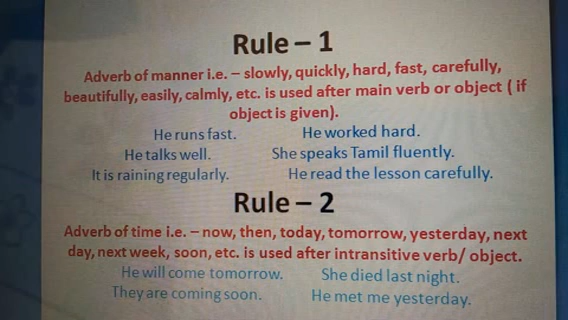 Rule – 1
Adverb of manner i.e. – slowly, quickly, hard, fast, carefully,
beautifully, easily, calmly, etc. is used after main verb or object ( if
object is given).
He runs fast. He worked hard.
He talks well. She speaks Tamil fluently.
It is raining regularly. He read the lesson carefully.
Rule – 2
Adverb of time i.e. – now, then, today, tomorrow, yesterday, next
day, next week, soon, etc. is used after intransitive verb/ object.
He will come tomorrow. She died last night.
They are coming soon. He met me yesterday.